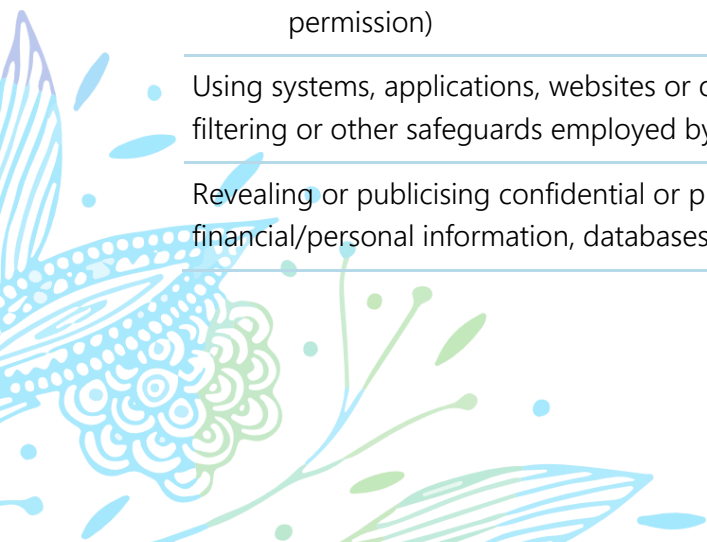 permission)
Using systems, applications, websites or
filtering or other safeguards employed by
Revealing or publicising confidential or
financial/personal information, databases